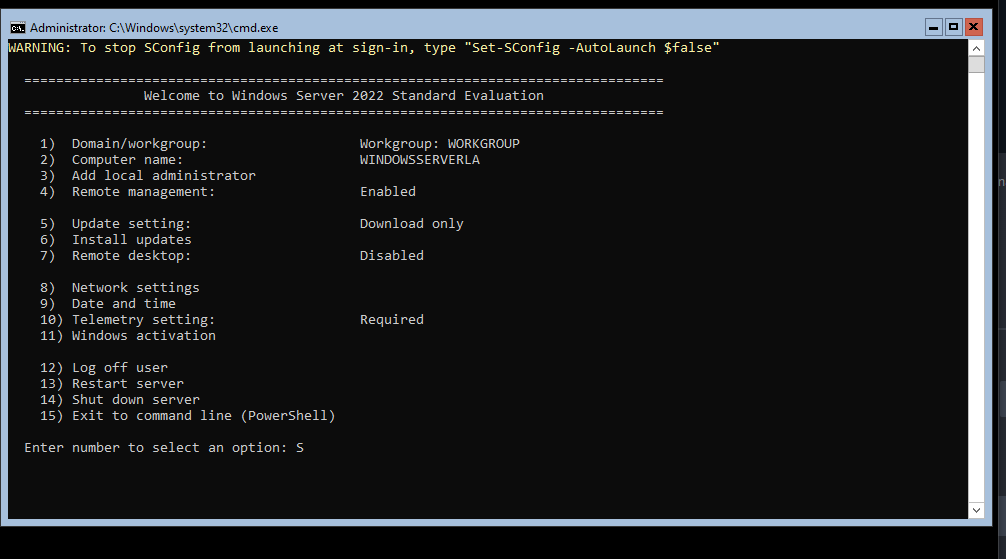 Administrator: C:\Windows\system32\cmd.exe
WARNING: To stop SConfig from launching at sign-in, type "Set-SConfig -AutoLaunch $false"
================================================================================
Welcome to Windows Server 2022 Standard Evaluation
================================================================================
1) Domain/workgroup: Workgroup: WORKGROUP
2) Computer name: WINDOWSSERVERLA
3) Add local administrator
4) Remote management: Enabled
5) Update setting: Download only
6) Install updates
7) Remote desktop: Disabled
8) Network settings
9) Date and time
10) Telemetry setting: Required
11) Windows activation
12) Log off user
13) Restart server
14) Shut down server
15) Exit to command line (PowerShell)
Enter number to select an option: S